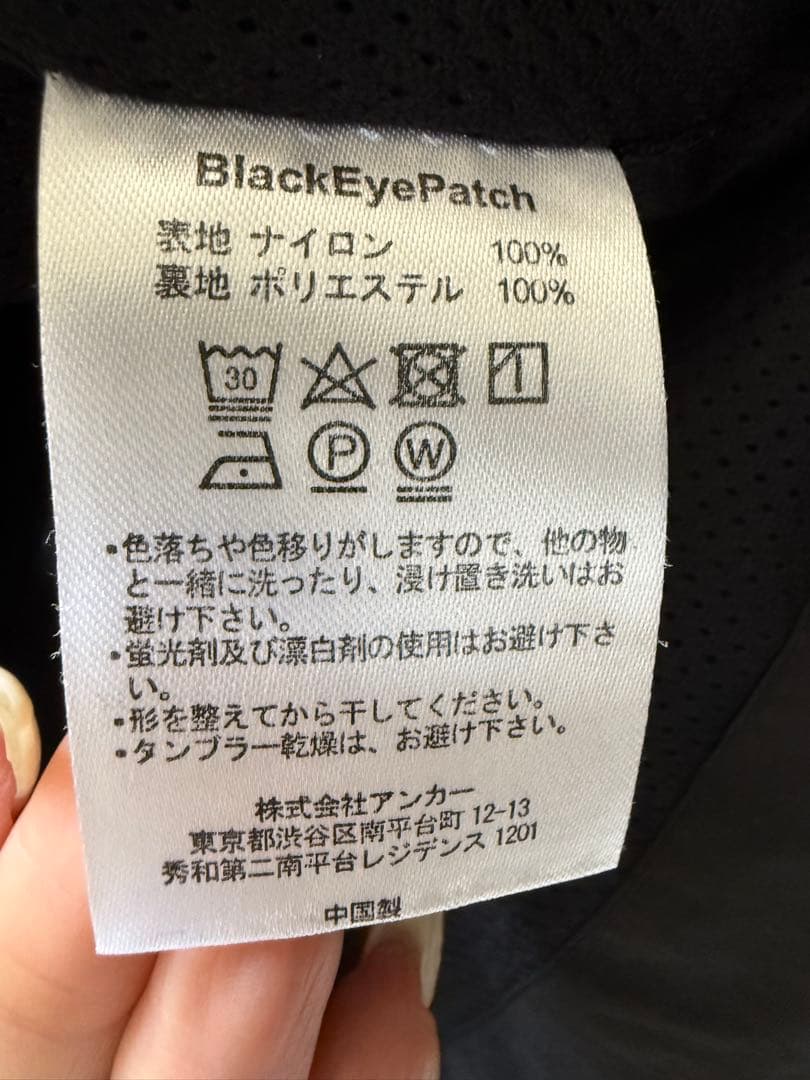 BlackEyePatch
表地 ナイロン 100%
裏地 ポリエステル 100%
30
P W
・色落ちや色移りがしますので、他の物
と一緒に洗ったり、浸け置き洗いはお
避け下さい。
・蛍光剤及び漂白剤の使用はお避け下さ
い。
・形を整えてから干してください。
・タンブラー乾燥は、お避け下さい。
株式会社アンカー
東京都渋谷区南平台町 12-13
秀和第二南平台レジデンス 1201
中国製